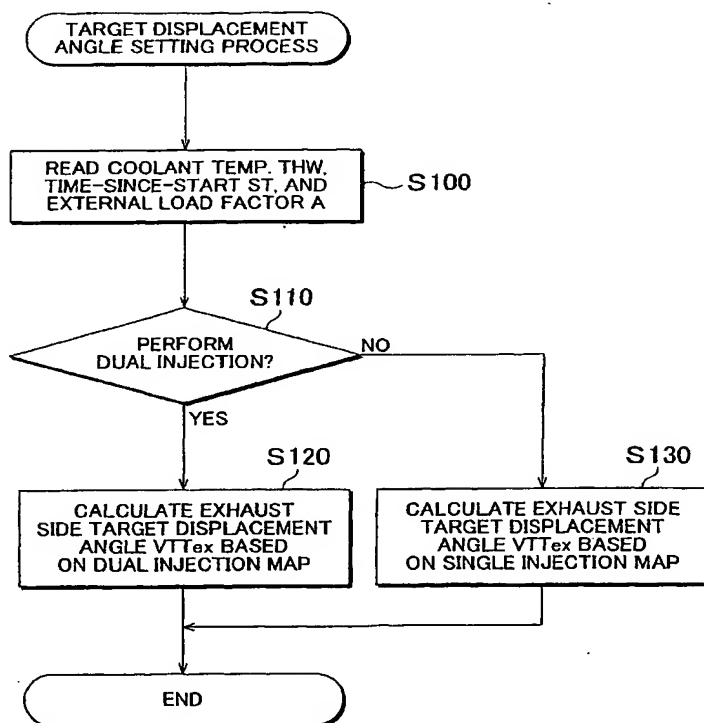 TARGET DISPLACEMENT
ANGLE SETTING PROCESS
READ COOLANT TEMP. THW,
TIME-SINCE-START ST, AND
EXTERNAL LOAD FACTOR A
S100
S110
PERFORM
DUAL INJECTION?
NO
YES
S120
CALCULATE EXHAUST
SIDE TARGET DISPLACEMENT
ANGLE VTTex BASED
ON DUAL INJECTION MAP
S130
CALCULATE EXHAUST SIDE
TARGET DISPLACEMENT
ANGLE VTTex BASED
ON SINGLE INJECTION MAP
END